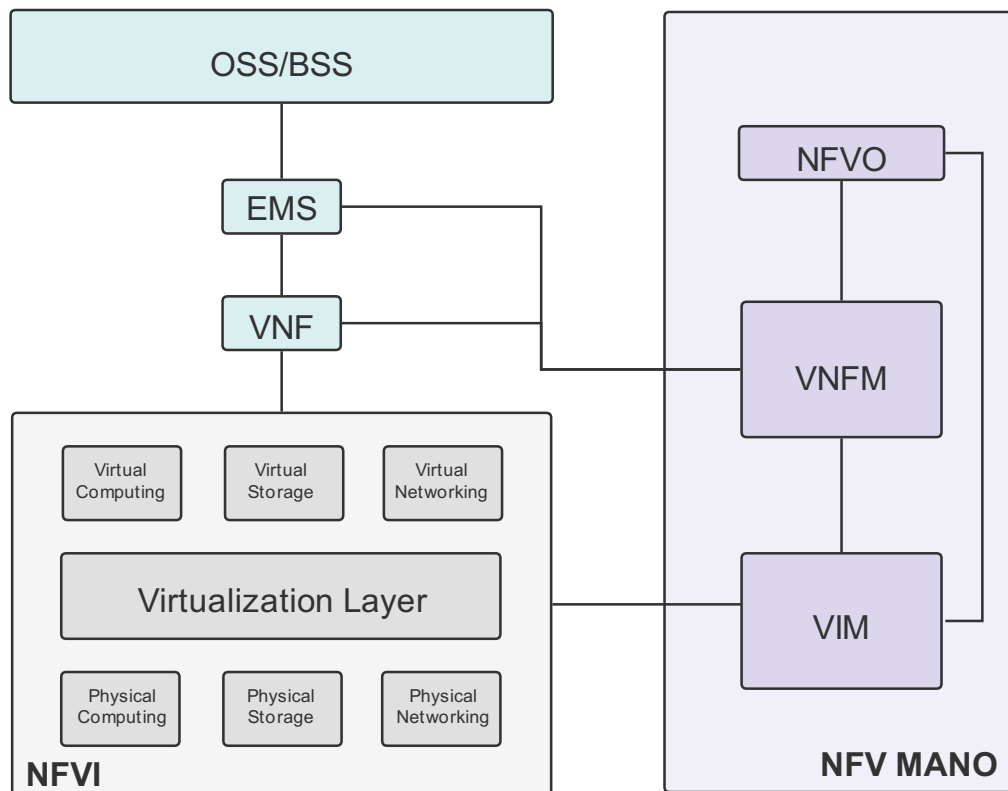 OSS/BSS
NFVO
EMS
VNF
VNFM
Virtual
Computing
Virtual
Storage
Virtual
Networking
Virtualization Layer
VIM
Physical
Computing
Physical
Storage
Physical
Networking
NFVI
NFV MANO